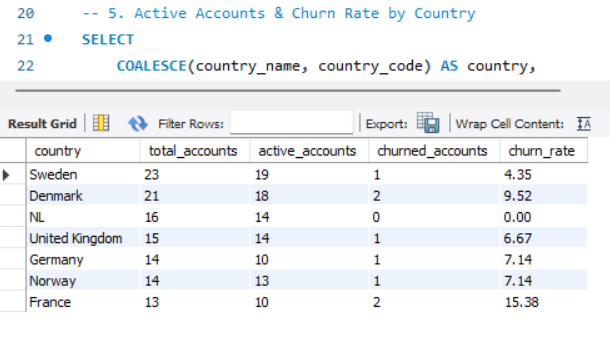 20 -- 5. Active Accounts & Churn Rate by Country
21 SELECT
22 COALESCE(country_name, country_code) AS country,
Result Grid Filter Rows: Export: Wrap Cell Content: IA
country total_accounts active_accounts churned_accounts churn_rate
Sweden 23 19 1 4.35
Denmark 21 18 2 9.52
NL 16 14 0 0.00
United Kingdom 15 14 1 6.67
Germany 14 10 1 7.14
Norway 14 13 1 7.14
France 13 10 2 15.38